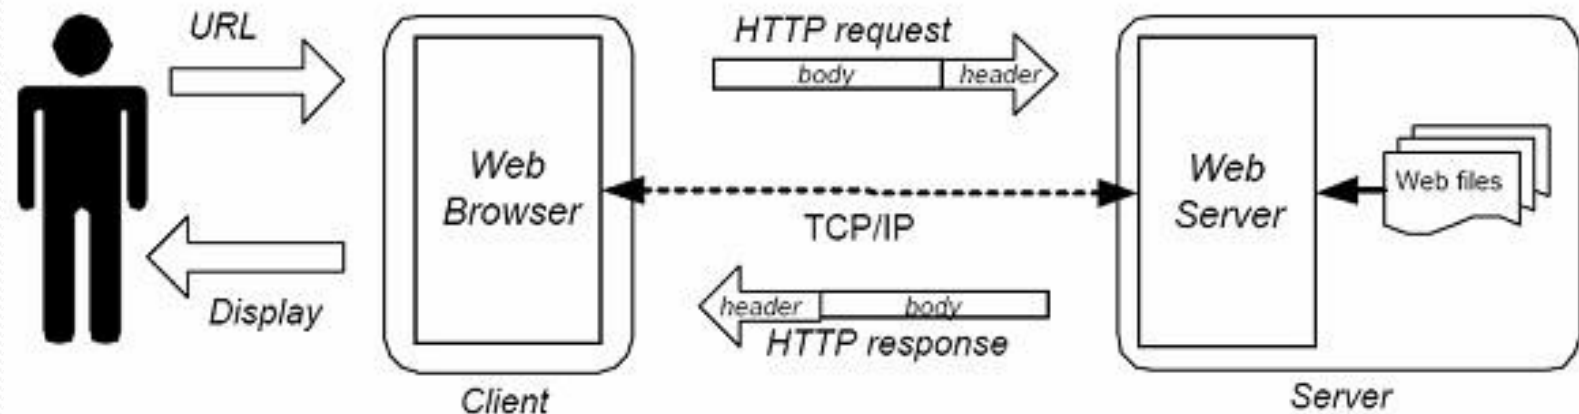 URL
HTTP request
body header
Web
Browser
TCP/IP
Web
Server
Web files
Display
header body
HTTP response
Client
Server